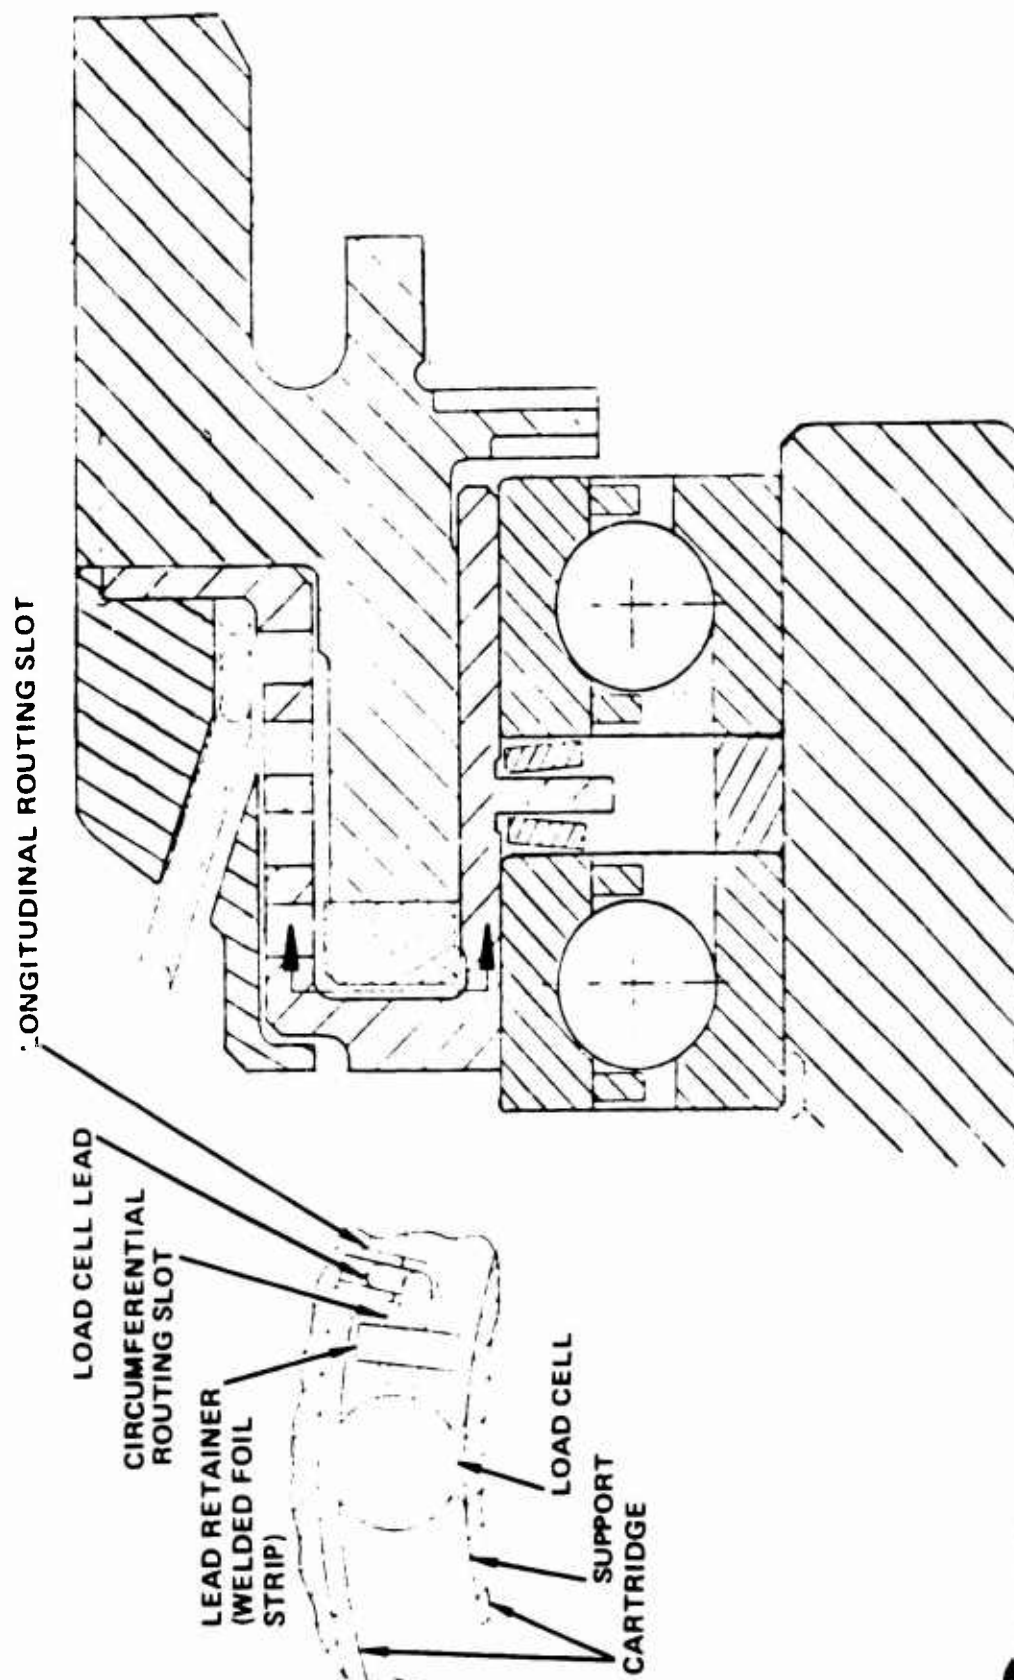 LONGITUDINAL ROUTING SLOT
LOAD CELL LEAD
CIRCUMFERENTIAL
ROUTING SLOT
LEAD RETAINER
(WELDED FOIL
STRIP)
LOAD CELL
SUPPORT
CARTRIDGE